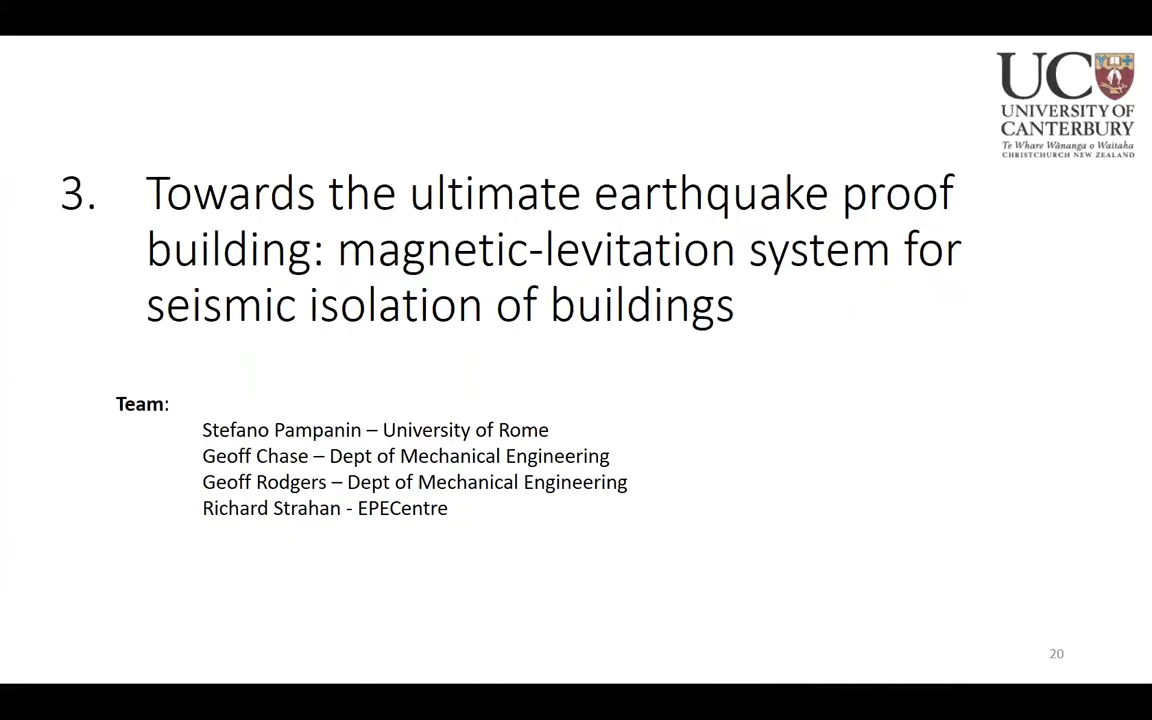 UC
UNIVERSITY OF
CANTERBURY
Te Whare Wānanga o Waitaha
CHRISTCHURCH NEW ZEALAND
3. Towards the ultimate earthquake proof
building: magnetic-levitation system for
seismic isolation of buildings
Team:
Stefano Pampanin – University of Rome
Geoff Chase – Dept of Mechanical Engineering
Geoff Rodgers – Dept of Mechanical Engineering
Richard Strahan - EPECentre
20